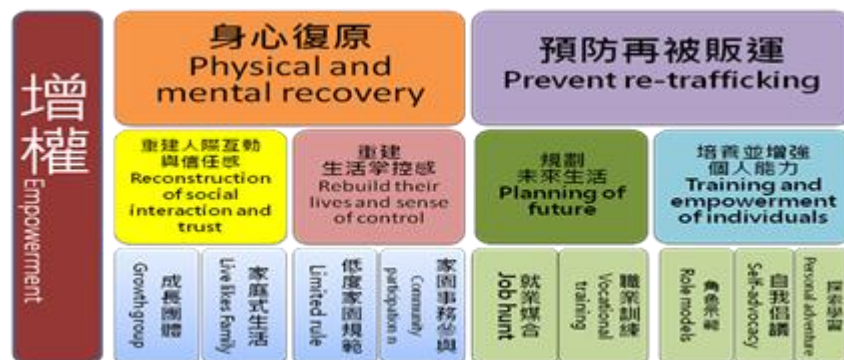 增權
Empowerment
身心復原
Physical and
mental recovery
預防再被販運
Prevent re-trafficking
重建人際互動
與信任感
Reconstruction
of social
interaction and
trust
重建
生活掌控感
Rebuild their
lives and sense
of control
規劃
未來生活
Planning of
future
培養並增強
個人能力
Training and
empowerment
of individuals
成長團體
Growth group
家庭式生活
Live likes Family
低度家園規範
Limited rule
家園事務參與
Community
participation n
就業媒合
Job hunt
職業訓練
Vocational
training
角色示範
Role models
自我倡議
Self-advocacy
探索學習
Personal adventure